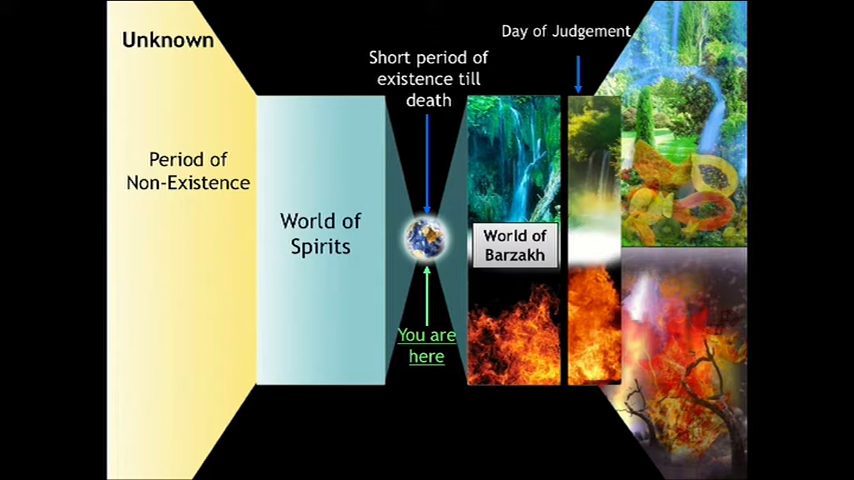 Unknown
Period of
Non-Existence
World of
Spirits
Short period of
existence till
death
You are
here
World of
Barzakh
Day of Judgement